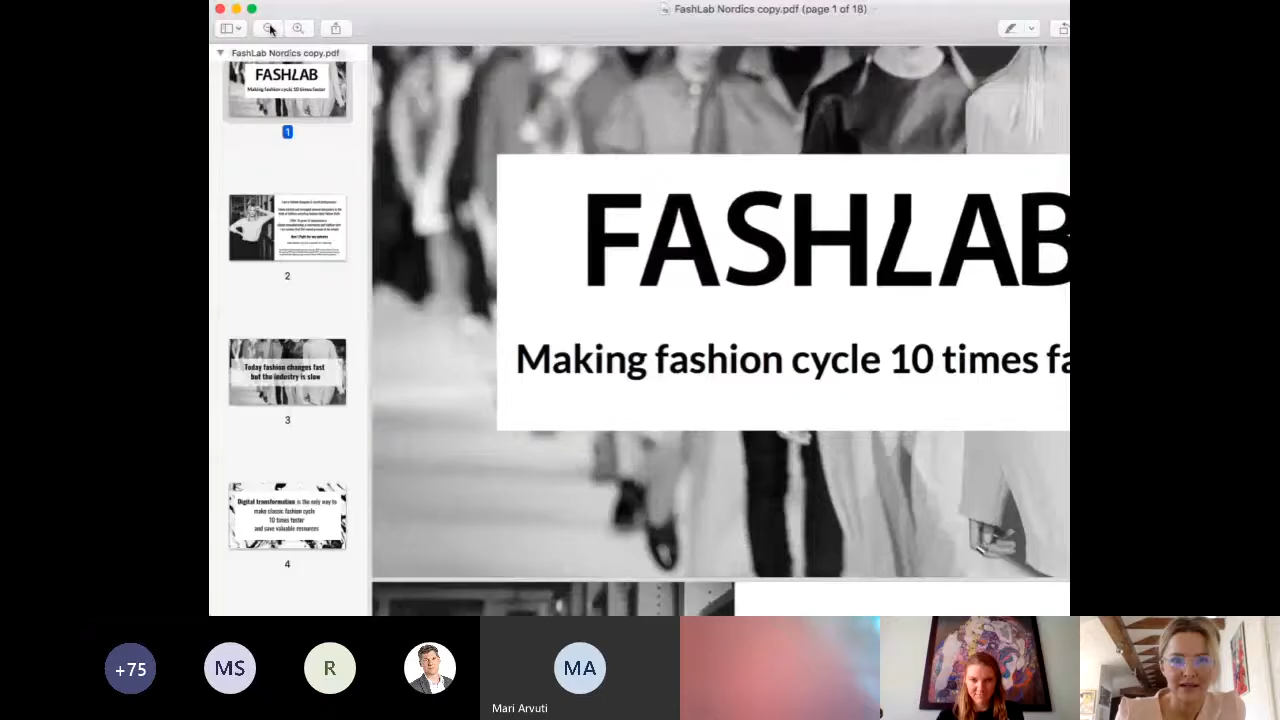 FashLab Nordics copy.pdf (page 1 of 18)
FashLab Nordics copy.pdf
FASHLAB
Making fashion cycle 10 times faster
1
2
Today fashion changes fast
but the industry is slow
3
Digital transformation is the only way to
make classic fashion cycle
10 times faster
and save valuable resources
4
FASHLAB
Making fashion cycle 10 times fa
+75
MS
R
MA
Mari Arvuti